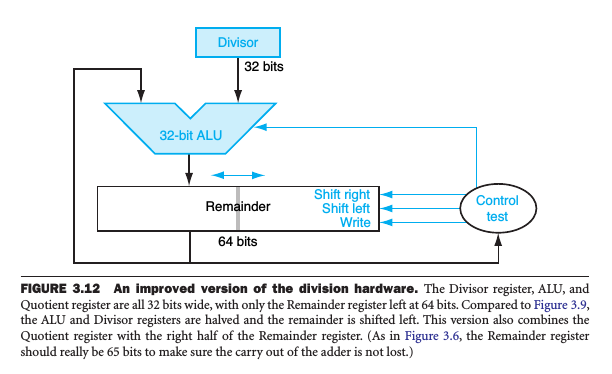 Divisor
32 bits
32-bit ALU
Remainder
Shift right
Shift left
Write
Control
test
64 bits
FIGURE 3.12 An improved version of the division hardware. The Divisor register, ALU, and
Quotient register are all 32 bits wide, with only the Remainder register left at 64 bits. Compared to Figure 3.9,
the ALU and Divisor registers are halved and the remainder is shifted left. This version also combines the
Quotient register with the right half of the Remainder register. (As in Figure 3.6, the Remainder register
should really be 65 bits to make sure the carry out of the adder is not lost.)